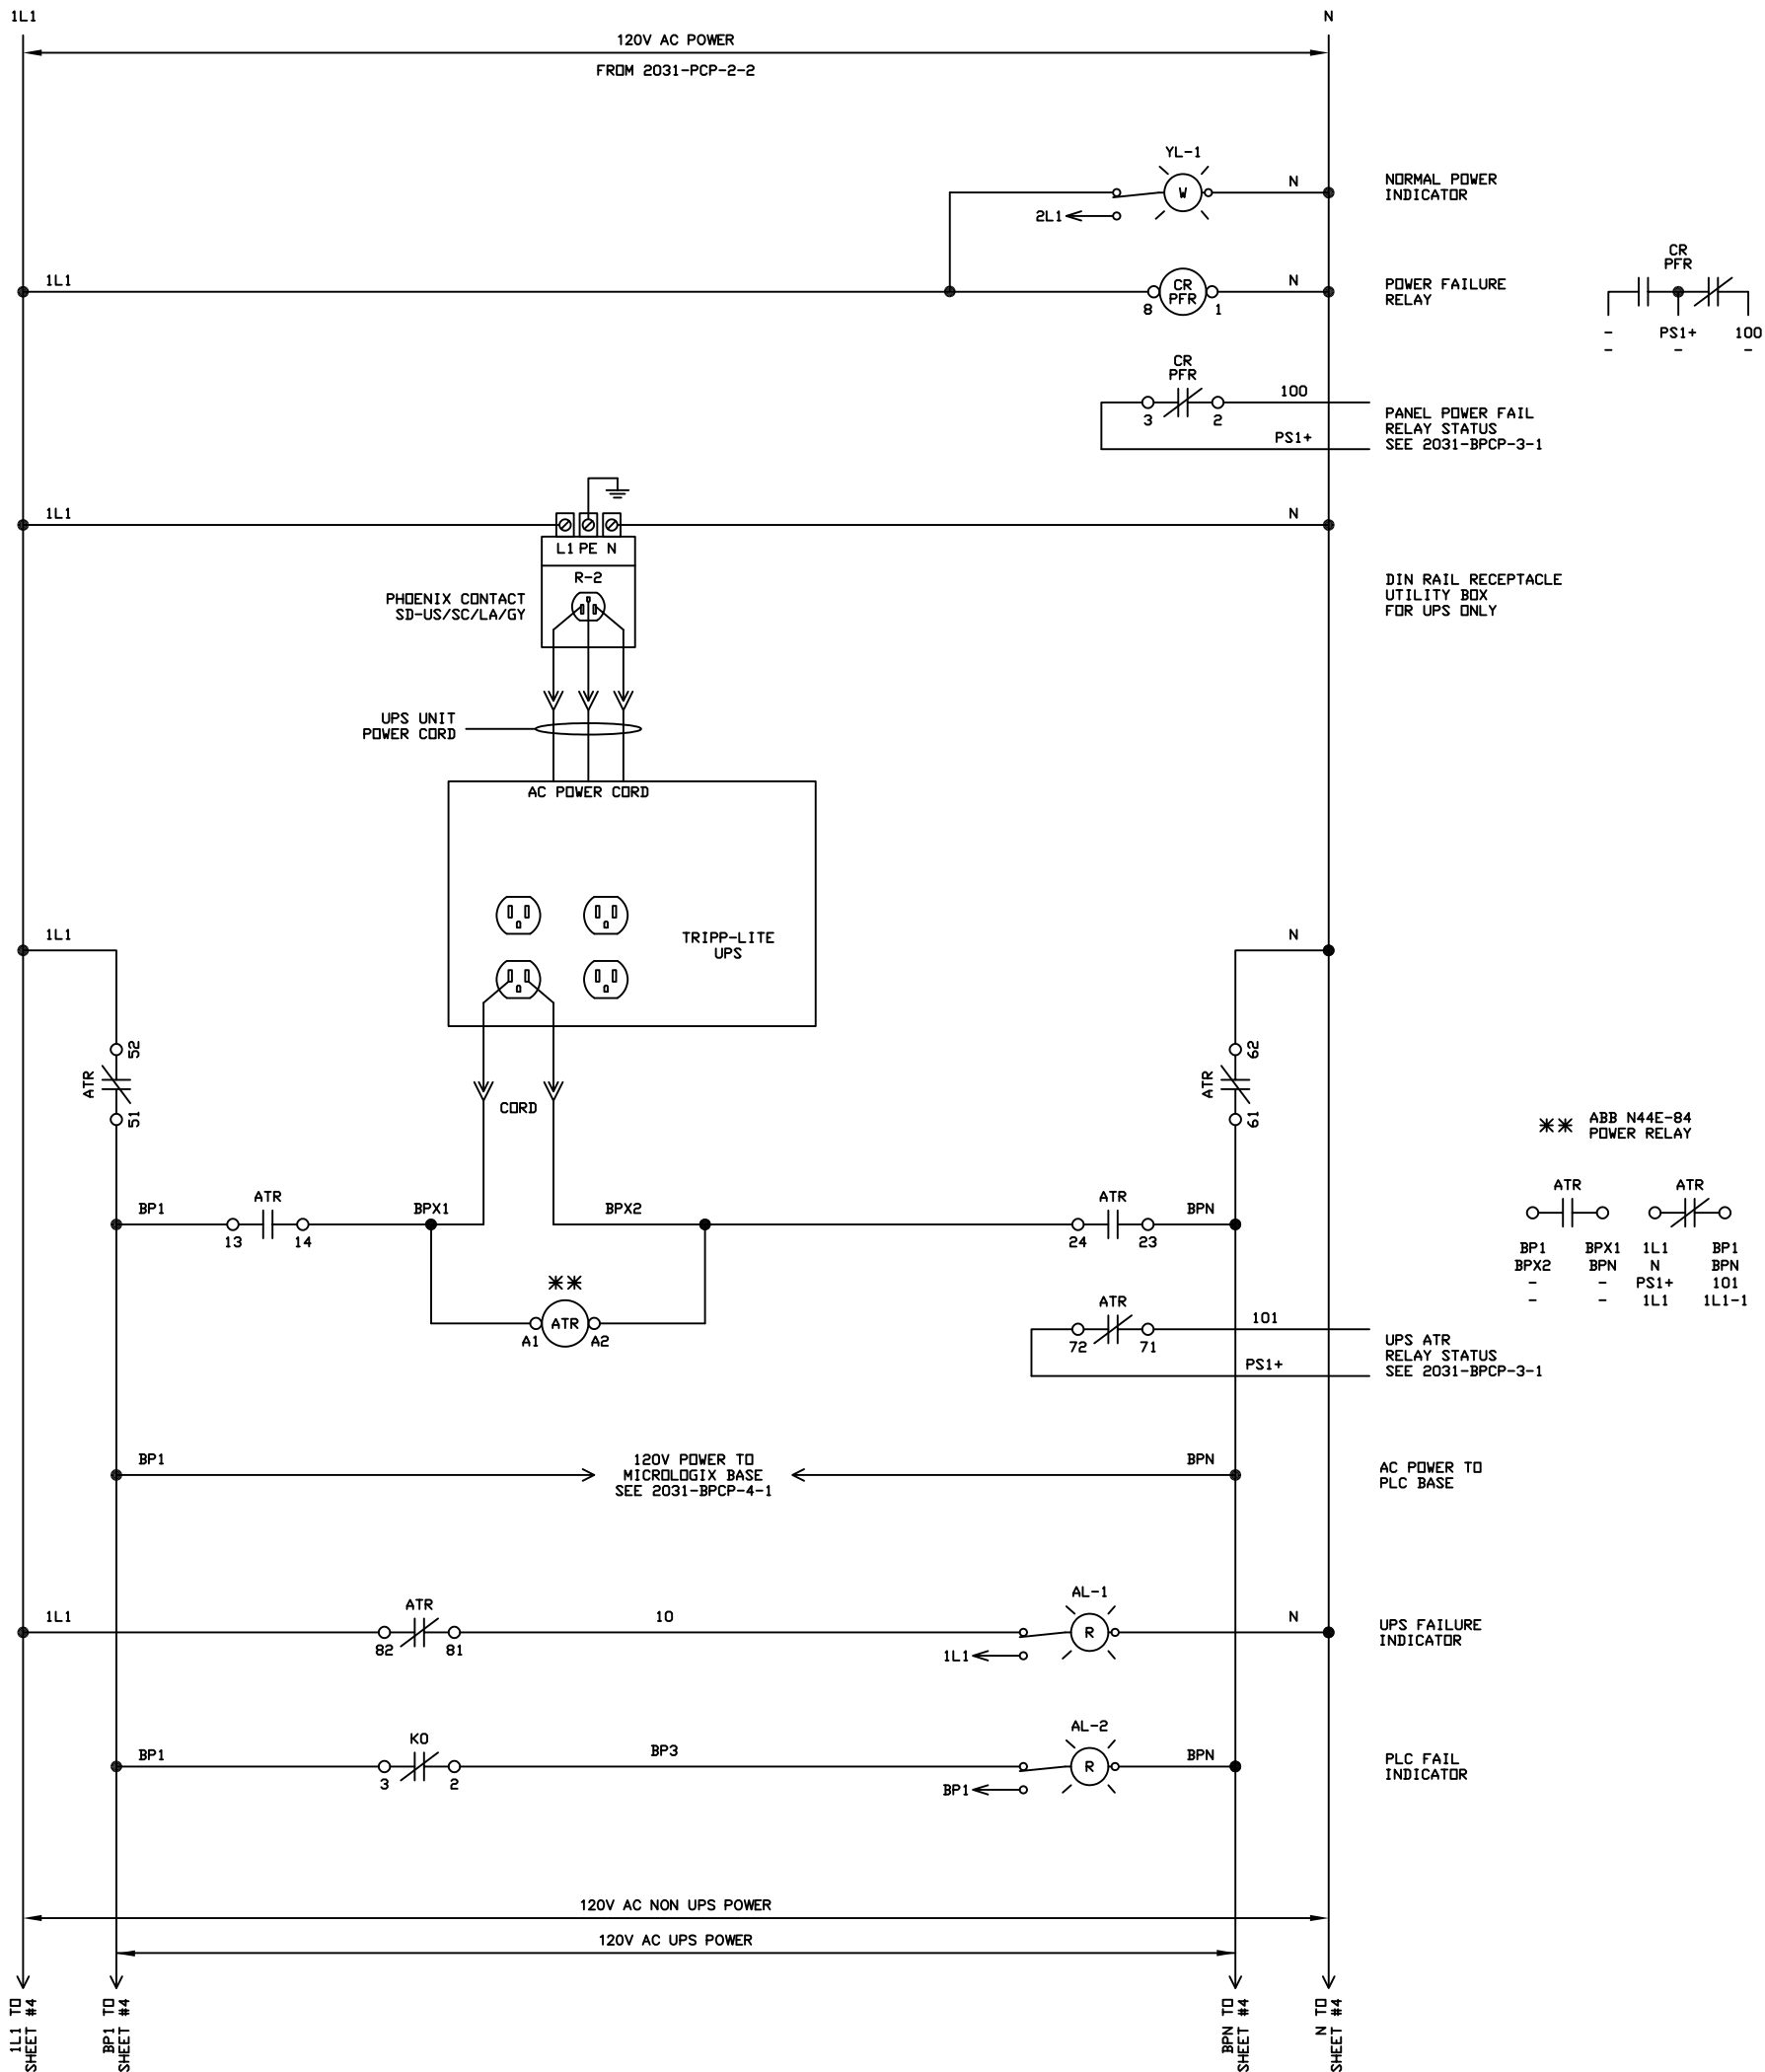 1L1
N
120V AC POWER
FROM 2031-PCP-2-2
YL-1
W
N
2L1
NORMAL POWER
INDICATOR
1L1
CR
PFR
8
1
N
POWER FAILURE
RELAY
CR
PFR
-
PS1+
100
-
-
-
CR
PFR
3
2
100
PS1+
PANEL POWER FAIL
RELAY STATUS
SEE 2031-BPCP-3-1
1L1
N
L1 PE N
R-2
PHOENIX CONTACT
SD-US/SC/LA/GY
DIN RAIL RECEPTACLE
UTILITY BOX
FOR UPS ONLY
UPS UNIT
POWER CORD
AC POWER CORD
TRIPP-LITE
UPS
1L1
N
52
ATR
51
62
ATR
61
CORD
** ABB N44E-84
POWER RELAY
BP1
ATR
13
14
BPX1
BPX2
ATR
24
23
BPN
ATR
ATR
BP1 BPX1 1L1 BP1
BPX2 BPN N BPN
- - PS1+ 101
- - 1L1 1L1-1
**
A1
ATR
A2
ATR
72
71
101
PS1+
UPS ATR
RELAY STATUS
SEE 2031-BPCP-3-1
BP1
120V POWER TO
MICROLOGIX BASE
SEE 2031-BPCP-4-1
BPN
AC POWER TO
PLC BASE
1L1
ATR
82
81
10
AL-1
R
1L1
N
UPS FAILURE
INDICATOR
BP1
K0
3
2
BP3
AL-2
R
BP1
BPN
PLC FAIL
INDICATOR
120V AC NON UPS POWER
120V AC UPS POWER
1L1 TO
SHEET #4
BP1 TO
SHEET #4
BPN TO
SHEET #4
N TO
SHEET #4